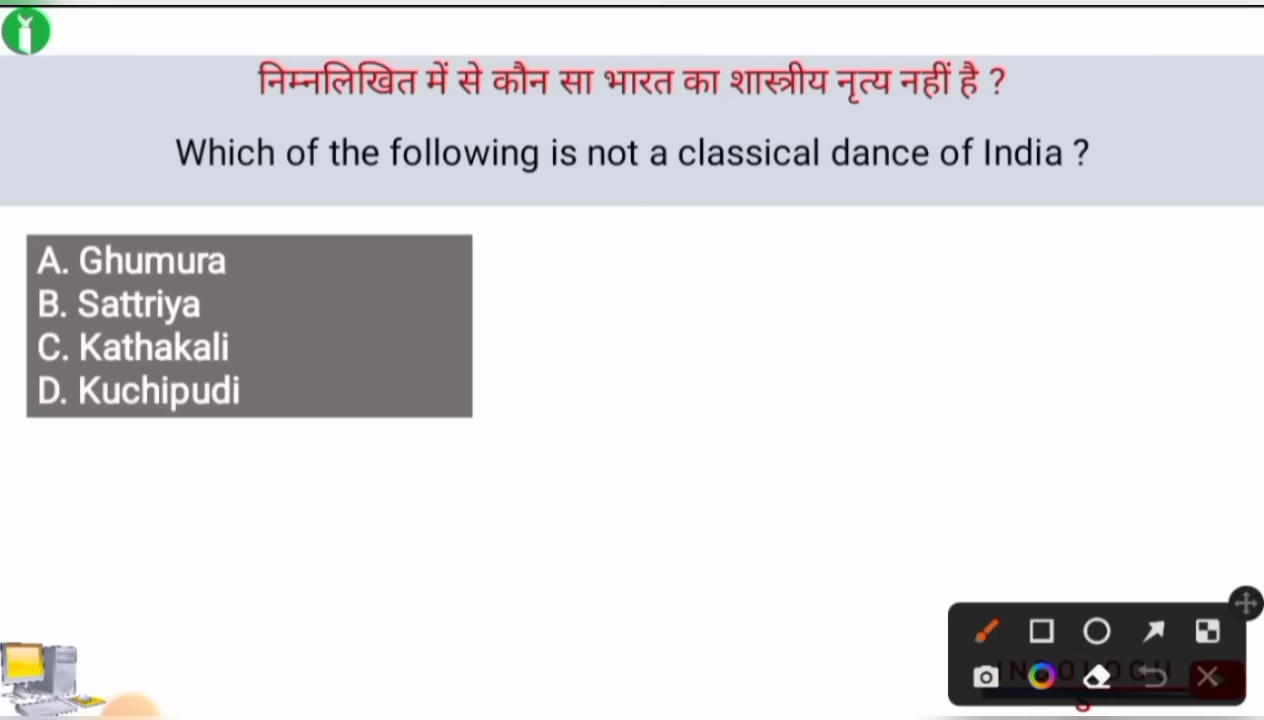 निम्नलिखित में से कौन सा भारत का शास्त्रीय नृत्य नहीं है ?
Which of the following is not a classical dance of India ?
A. Ghumura
B. Sattriya
C. Kathakali
D. Kuchipudi